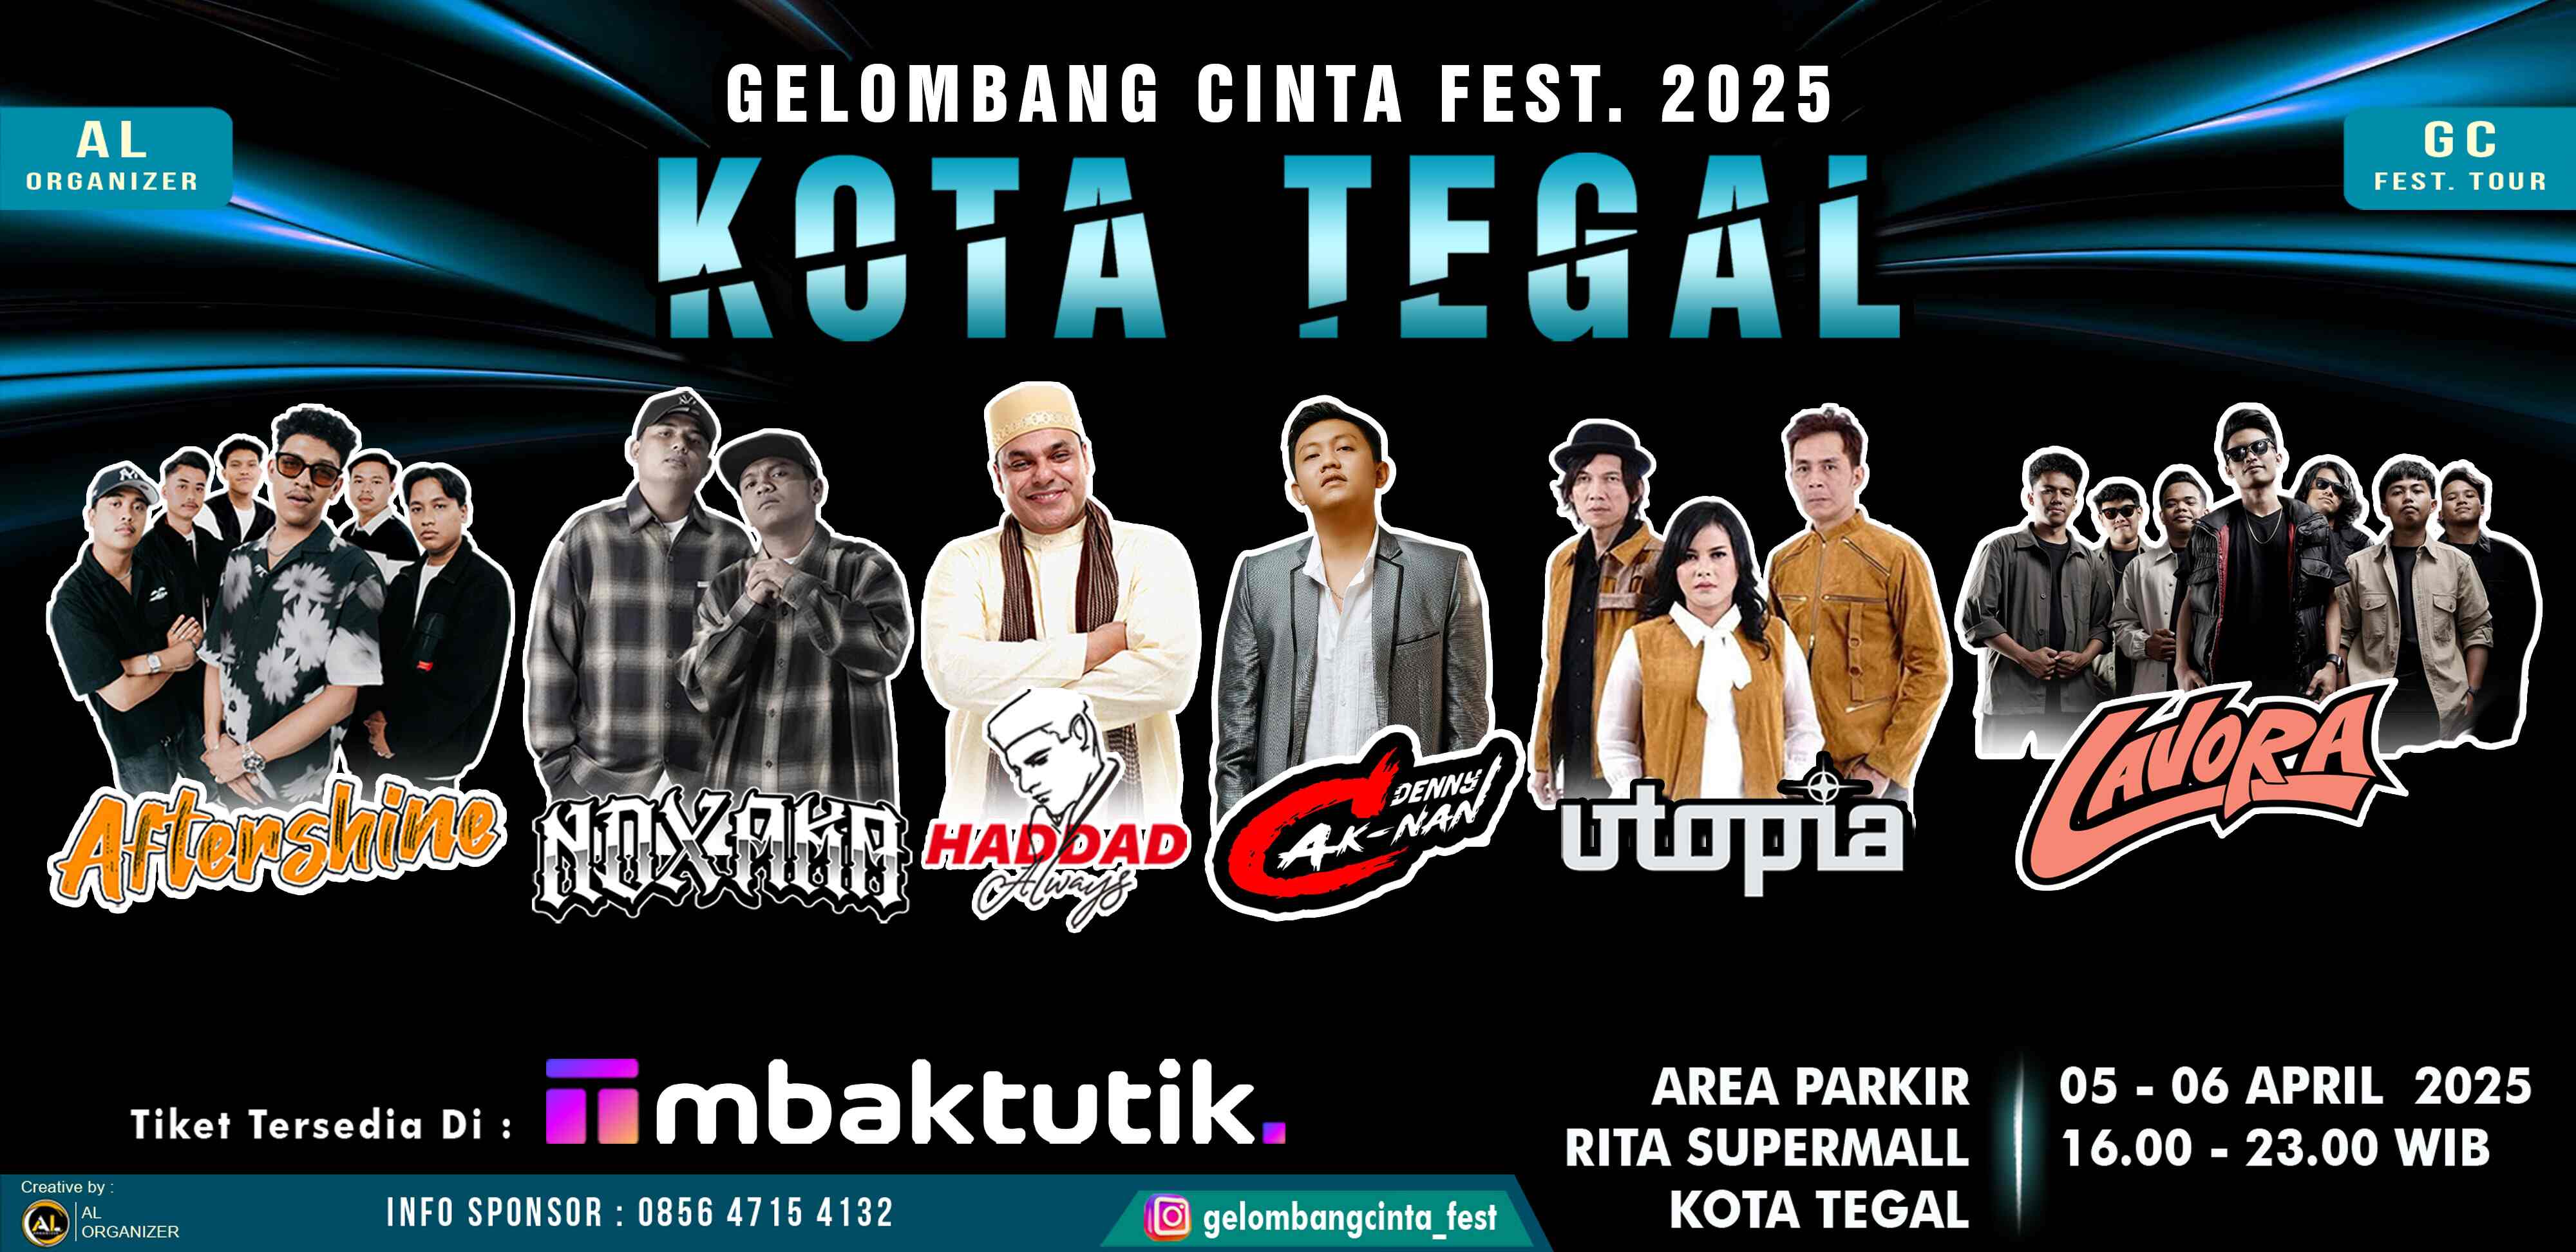 GELOMBANG CINTA FEST. 2025
AL
ORGANIZER
GC
FEST. TOUR
KOTA TEGAL
Aftershine
NDX AKA
HADDAD
Always
DENNY
CAK-NAN
utopia
LAVORA
Tiket Tersedia Di : mbaktutik.
AREA PARKIR
RITA SUPERMALL
KOTA TEGAL
05 - 06 APRIL 2025
16.00 - 23.00 WIB
Creative by :
AL
AL
ORGANIZER
INFO SPONSOR : 0856 4715 4132
gelombangcinta_fest